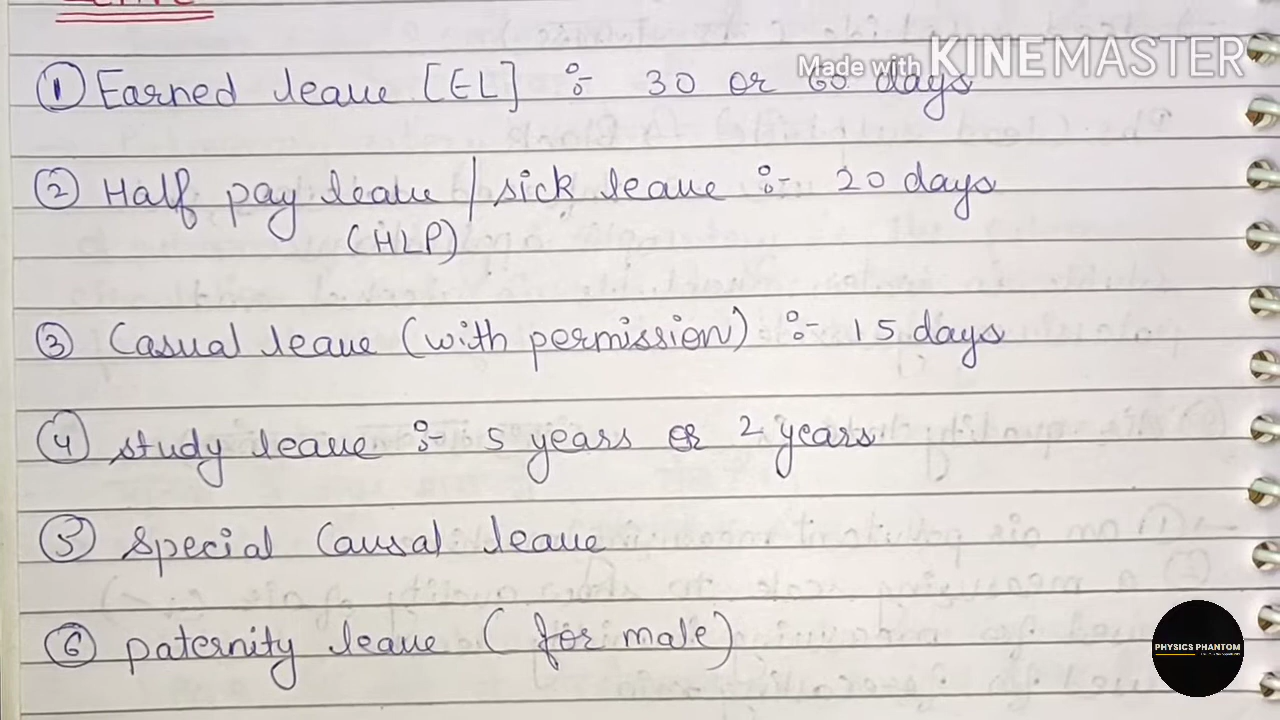 Made with KINEMASTER
① Earned leave [EL] :- 30 or 60 days
② Half pay leave / sick leave :- 20 days
(HLP)
③ Casual leave (with permission) :- 15 days
④ study leave :- 5 years or 2 years
⑤ special Causal leave
⑥ paternity leave (for male)
PHYSICS PHANTOM